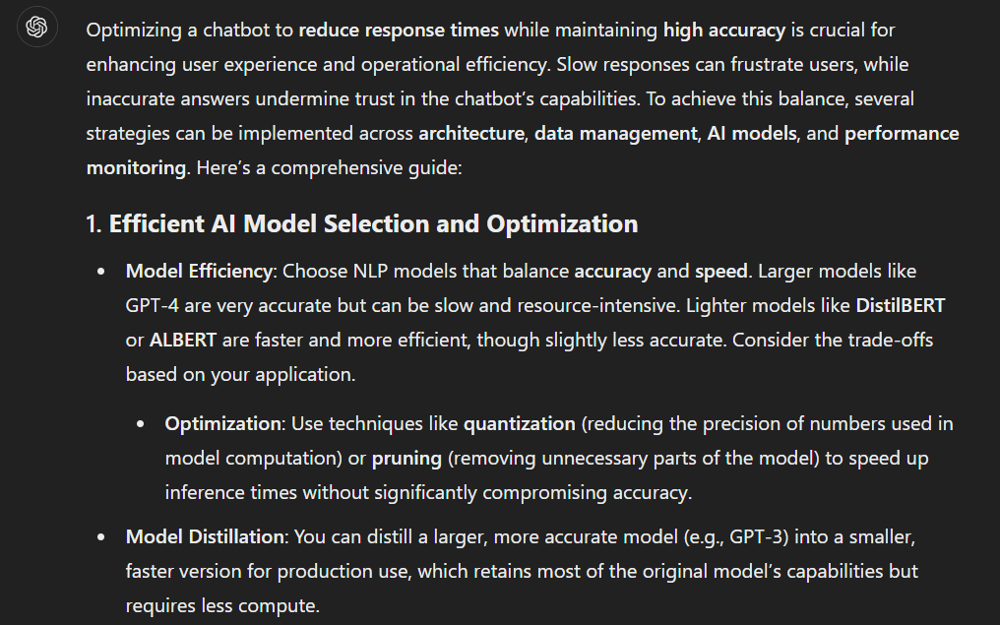 Optimizing a chatbot to reduce response times while maintaining high accuracy is crucial for
enhancing user experience and operational efficiency. Slow responses can frustrate users, while
inaccurate answers undermine trust in the chatbot’s capabilities. To achieve this balance, several
strategies can be implemented across architecture, data management, AI models, and performance
monitoring. Here’s a comprehensive guide:
1. Efficient AI Model Selection and Optimization
• Model Efficiency: Choose NLP models that balance accuracy and speed. Larger models like
GPT-4 are very accurate but can be slow and resource-intensive. Lighter models like DistilBERT
or ALBERT are faster and more efficient, though slightly less accurate. Consider the trade-offs
based on your application.
• Optimization: Use techniques like quantization (reducing the precision of numbers used in
model computation) or pruning (removing unnecessary parts of the model) to speed up
inference times without significantly compromising accuracy.
• Model Distillation: You can distill a larger, more accurate model (e.g., GPT-3) into a smaller,
faster version for production use, which retains most of the original model’s capabilities but
requires less compute.